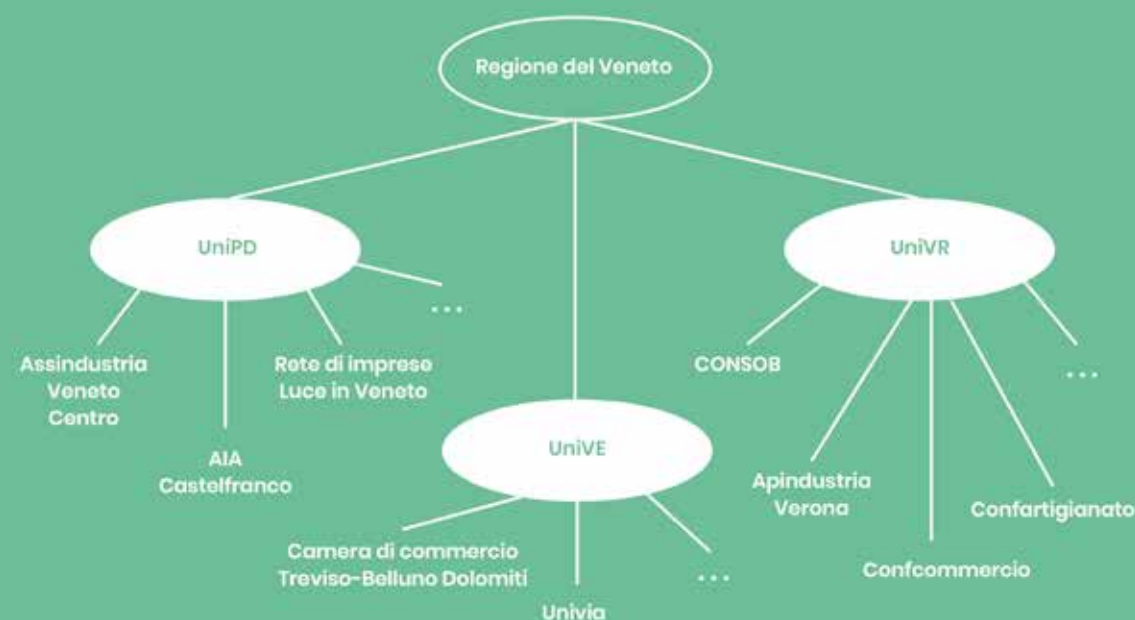 Regione del Veneto
UniPD
UniVR
...
Assindustria
Veneto
Centro
Rete di imprese
Luce in Veneto
CONSOB
...
AIA
Castelfranco
UniVE
Apindustria
Verona
Confartigianato
Camera di commercio
Treviso-Belluno Dolomiti
...
Confcommercio
Univia